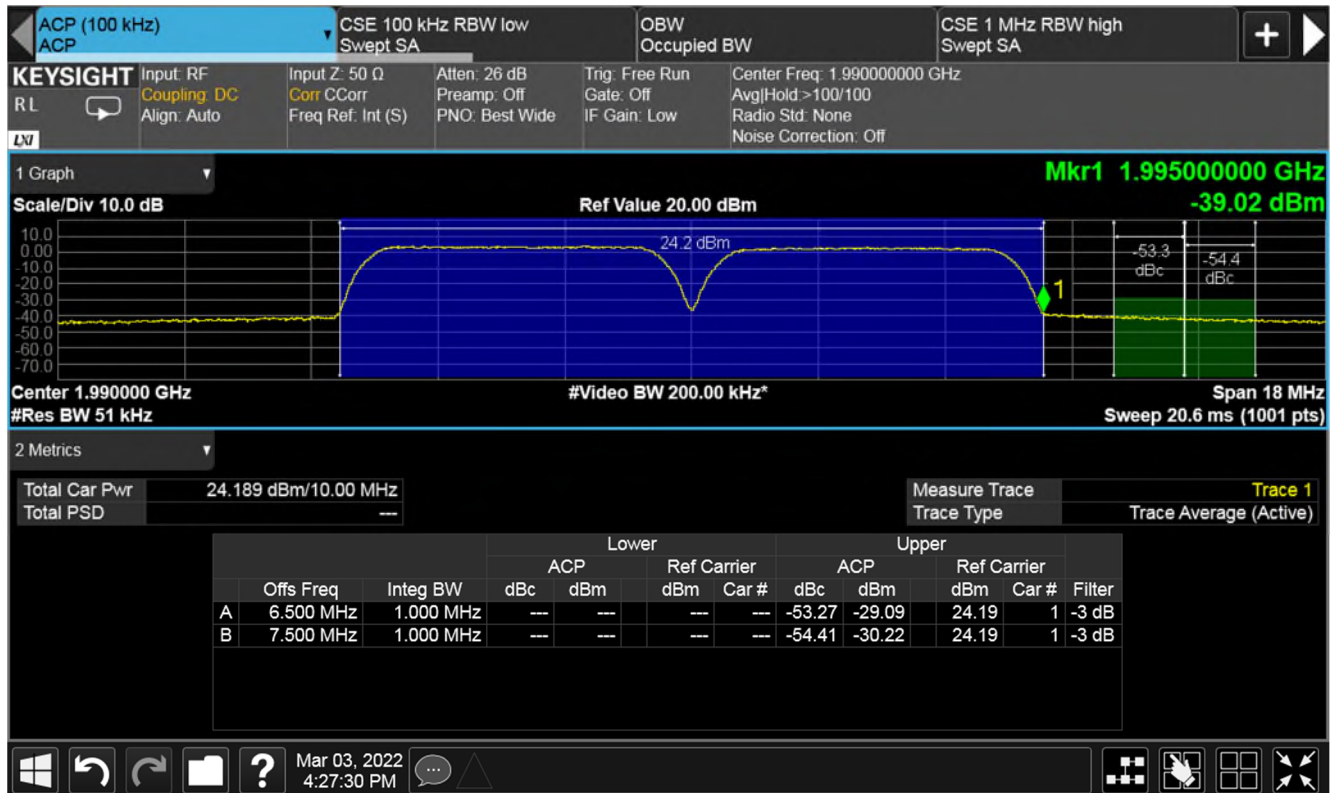 ACP (100 kHz)
ACP
CSE 100 kHz RBW low
Swept SA
OBW
Occupied BW
CSE 1 MHz RBW high
Swept SA
+
KEYSIGHT
RL
LXI
Input: RF
Coupling: DC
Align: Auto
Input Z: 50 Ω
Corr CCorr
Freq Ref: Int (S)
Atten: 26 dB
Preamp: Off
PNO: Best Wide
Trig: Free Run
Gate: Off
IF Gain: Low
Center Freq: 1.990000000 GHz
Avg|Hold:>100/100
Radio Std: None
Noise Correction: Off
1 Graph
Mkr1 1.995000000 GHz
-39.02 dBm
Scale/Div 10.0 dB
Ref Value 20.00 dBm
10.0
0.00
-10.0
-20.0
-30.0
-40.0
-50.0
-60.0
-70.0
24.2 dBm
1
-53.3
dBc
-54.4
dBc
Center 1.990000 GHz
#Video BW 200.00 kHz*
Span 18 MHz
#Res BW 51 kHz
Sweep 20.6 ms (1001 pts)
2 Metrics
Total Car Pwr 24.189 dBm/10.00 MHz
Total PSD ---
Measure Trace Trace 1
Trace Type Trace Average (Active)
Lower Upper
ACP Ref Carrier ACP Ref Carrier
Offs Freq Integ BW dBc dBm dBm Car # dBc dBm dBm Car # Filter
A 6.500 MHz 1.000 MHz --- --- --- --- -53.27 -29.09 24.19 1 -3 dB
B 7.500 MHz 1.000 MHz --- --- --- --- -54.41 -30.22 24.19 1 -3 dB
?
Mar 03, 2022
4:27:30 PM